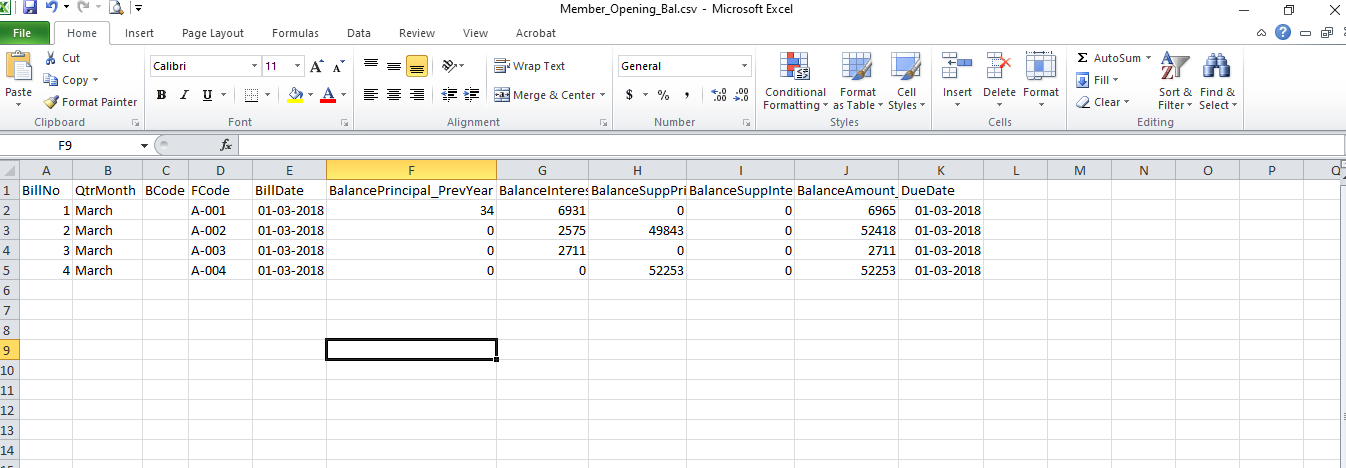 Member_Opening_Bal.csv - Microsoft Excel
File Home Insert Page Layout Formulas Data Review View Acrobat
Paste Cut Copy Format Painter Clipboard
Calibri 11 A A B I U A Font
Wrap Text Merge & Center Alignment
General $ % , .0 .00 .00 .0 Number
Conditional Formatting Format as Table Cell Styles Styles
Insert Delete Format Cells
Σ AutoSum Fill Clear Sort & Filter Find & Select Editing
F9 fx
A B C D E F G H I J K L M N O P Q
1 BillNo QtrMonth BCode FCode BillDate BalancePrincipal_PrevYear BalanceInteres BalanceSuppPri BalanceSuppInte BalanceAmount_ DueDate
2 1 March A-001 01-03-2018 34 6931 0 0 6965 01-03-2018
3 2 March A-002 01-03-2018 0 2575 49843 0 52418 01-03-2018
4 3 March A-003 01-03-2018 0 2711 0 0 2711 01-03-2018
5 4 March A-004 01-03-2018 0 0 52253 0 52253 01-03-2018
6
7
8
9
10
11
12
13
14